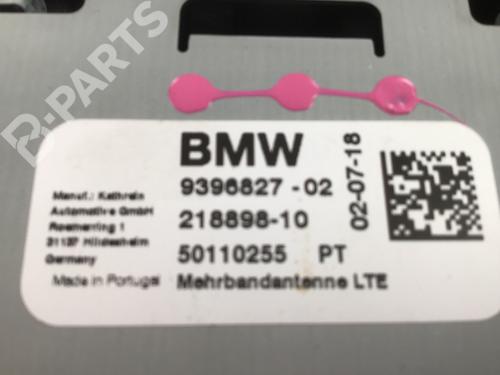 B-PARTS
BMW
9396827-02
218898-10
50110255 PT
Mehrbandantenne LTE
02-07-18
Manuf.: Kathrein
Automotive GmbH
Roemerring 1
31137 Hildesheim
Germany
Made in Portugal